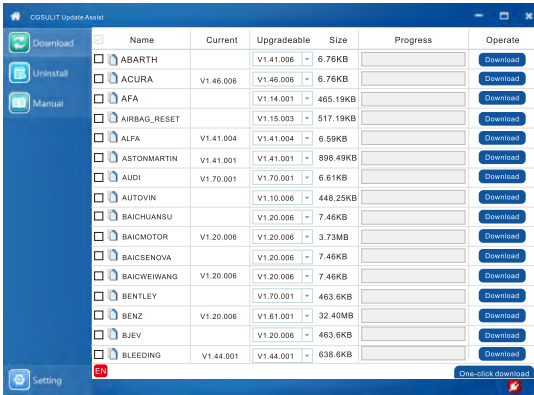 CGSULIT Update Assist
Download
Uninstall
Manual
Name Current Upgradeable Size Progress Operate
ABARTH V1.41.006 6.76KB Download
ACURA V1.46.006 V1.46.006 6.76KB Download
AFA V1.14.001 465.19KB Download
AIRBAG_RESET V1.15.003 517.19KB Download
ALFA V1.41.004 V1.41.004 6.59KB Download
ASTONMARTIN V1.41.001 V1.41.001 898.49KB Download
AUDI V1.70.001 V1.70.001 6.61KB Download
AUTOVIN V1.10.006 448.25KB Download
BAICHUANSU V1.20.006 7.46KB Download
BAICMOTOR V1.20.006 V1.20.006 3.73MB Download
BAICSENOVA V1.20.006 7.46KB Download
BAICWEIWANG V1.20.006 V1.20.006 7.46KB Download
BENTLEY V1.70.001 463.6KB Download
BENZ V1.20.006 V1.61.001 32.40MB Download
BJEV V1.20.006 463.6KB Download
BLEEDING V1.44.001 V1.44.001 638.6KB Download
EN
One-click download
Setting